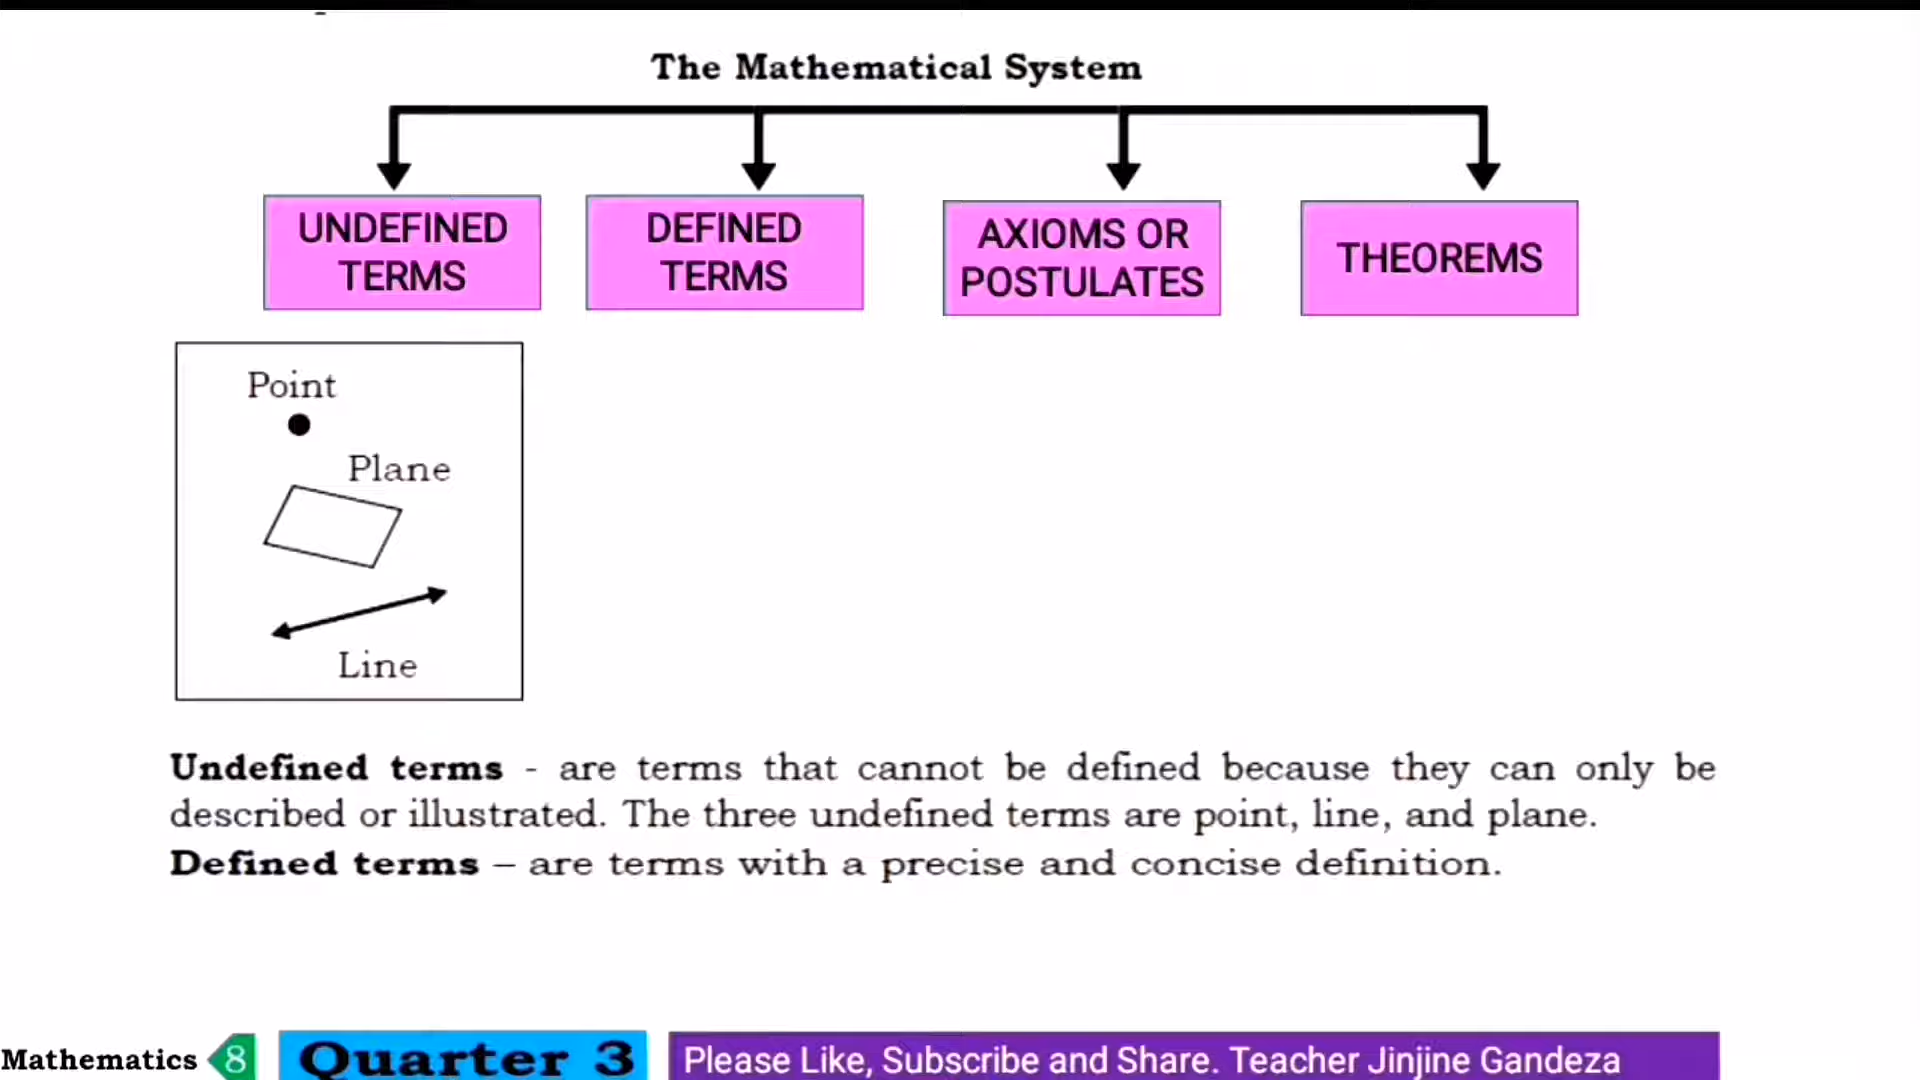 The Mathematical System
UNDEFINED
TERMS
DEFINED
TERMS
AXIOMS OR
POSTULATES
THEOREMS
Point
Plane
Line
Undefined terms - are terms that cannot be defined because they can only be
described or illustrated. The three undefined terms are point, line, and plane.
Defined terms – are terms with a precise and concise definition.
Mathematics 8
Quarter 3
Please Like, Subscribe and Share. Teacher Jinjine Gandeza